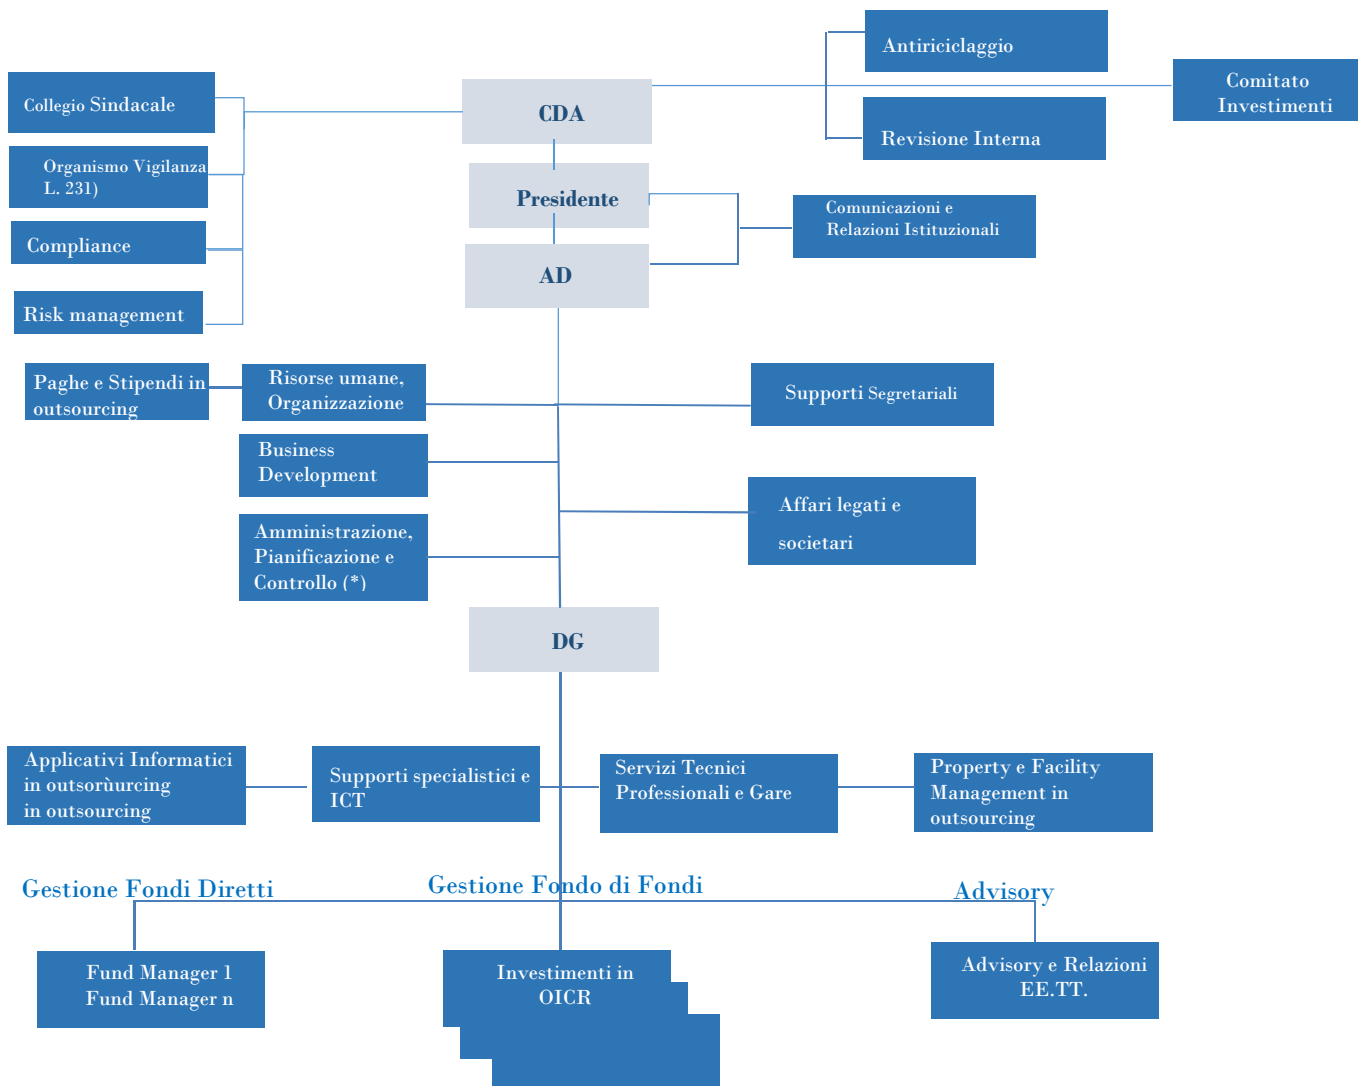 Antiriciclaggio
Comitato
Investimenti
Collegio Sindacale
CDA
Revisione Interna
Organismo Vigilanza
L. 231)
Presidente
Comunicazioni e
Relazioni Istituzionali
Compliance
AD
Risk management
Paghe e Stipendi in
outsourcing
Risorse umane,
Organizzazione
Supporti Segretariali
Business
Development
Affari legati e
societari
Amministrazione,
Pianificazione e
Controllo (*)
DG
Applicativi Informatici
in outsorùurcing
in outsourcing
Supporti specialistici e
ICT
Servizi Tecnici
Professionali e Gare
Property e Facility
Management in
outsourcing
Gestione Fondi Diretti
Gestione Fondo di Fondi
Advisory
Fund Manager 1
Fund Manager n
Investimenti in
OICR
Advisory e Relazioni
EE.TT.